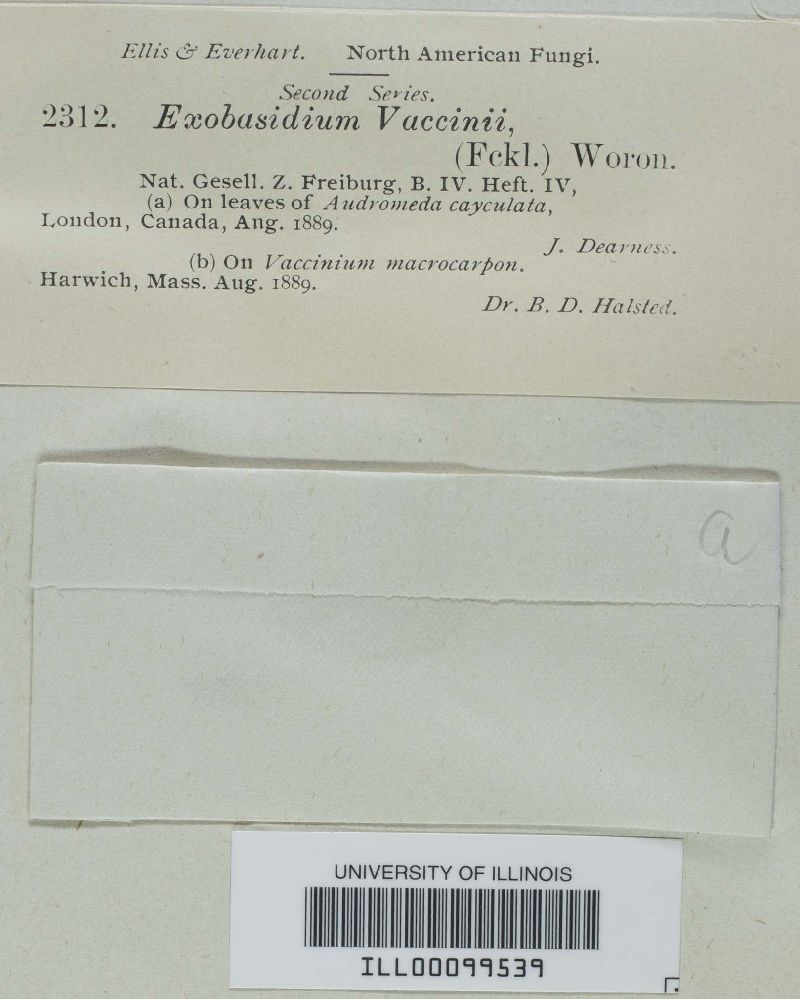 Ellis & Everhart. North American Fungi.
Second Series.
2312. Exobasidium Vaccinii,
(Fckl.) Woron.
Nat. Gesell. Z. Freiburg, B. IV. Heft. IV,
(a) On leaves of Audromeda cayculata,
London, Canada, Ang. 1889.
J. Dearness.
(b) On Vaccinium macrocarpon.
Harwich, Mass. Aug. 1889.
Dr. B. D. Halsted.
a
UNIVERSITY OF ILLINOIS
ILL00099539